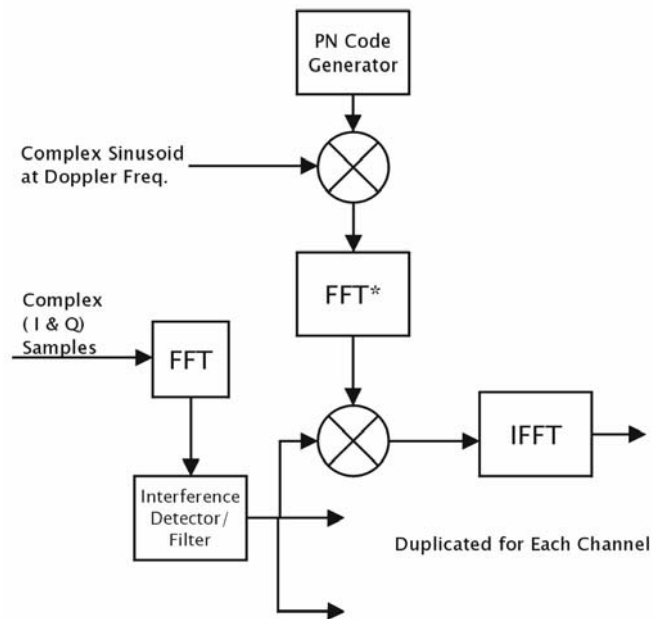 PN Code
Generator
Complex Sinusoid
at Doppler Freq.
FFT*
Complex
( I & Q)
Samples
FFT
IFFT
Interference
Detector/
Filter
Duplicated for Each Channel